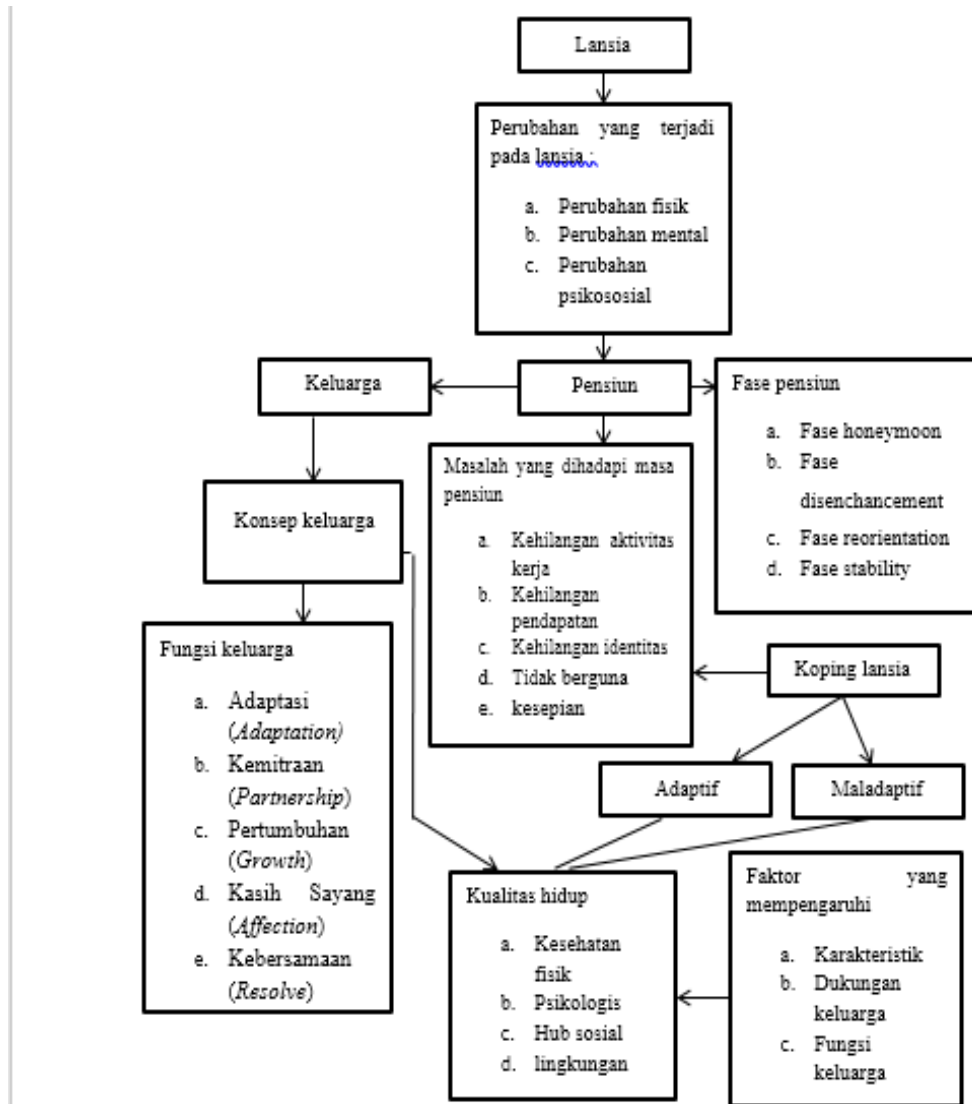 Lansia
Perubahan yang terjadi
pada lansia :
a. Perubahan fisik
b. Perubahan mental
c. Perubahan
psikososial
Keluarga
Pensiun
Fase pensiun
a. Fase honeymoon
b. Fase
disenchancement
c. Fase reorientation
d. Fase stability
Masalah yang dihadapi masa
pensiun
a. Kehilangan aktivitas
kerja
b. Kehilangan
pendapatan
c. Kehilangan identitas
d. Tidak berguna
e. kesepian
Konsep keluarga
Fungsi keluarga
a. Adaptasi
(Adaptation)
b. Kemitraan
(Partnership)
c. Pertumbuhan
(Growth)
d. Kasih Sayang
(Affection)
e. Kebersamaan
(Resolve)
Koping lansia
Adaptif
Maladaptif
Kualitas hidup
a. Kesehatan
fisik
b. Psikologis
c. Hub sosial
d. lingkungan
Faktor yang
mempengaruhi
a. Karakteristik
b. Dukungan
keluarga
c. Fungsi
keluarga